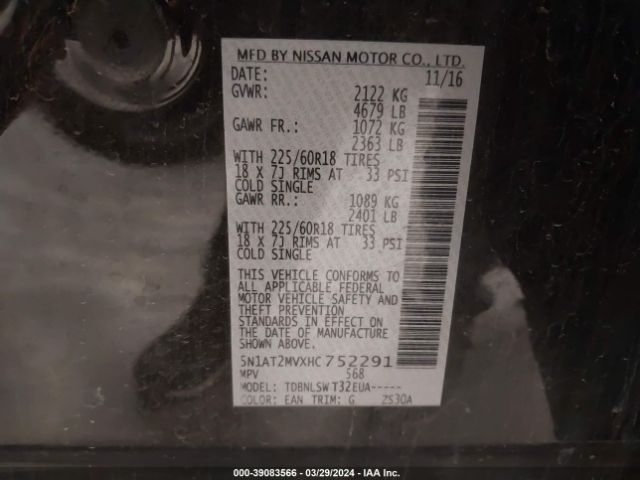 MFD BY NISSAN MOTOR CO., LTD.
DATE: 11/16
GVWR: 2122 KG
4679 LB
GAWR FR.: 1072 KG
2363 LB
WITH 225/60R18 TIRES
18 X 7J RIMS AT 33 PSI
COLD SINGLE
GAWR RR.: 1089 KG
2401 LB
WITH 225/60R18 TIRES
18 X 7J RIMS AT 33 PSI
COLD SINGLE
THIS VEHICLE CONFORMS TO
ALL APPLICABLE FEDERAL
MOTOR VEHICLE SAFETY AND
THEFT PREVENTION
STANDARDS IN EFFECT ON
THE DATE OF MANUFACTURE
SHOWN ABOVE.
5N1AT2MVXHC752291
MPV 568
MODEL: TDBNLSWT32EUA-----
COLOR: EAN TRIM: G ZS30A
000-39083566 • 03/29/2024 • IAA Inc.